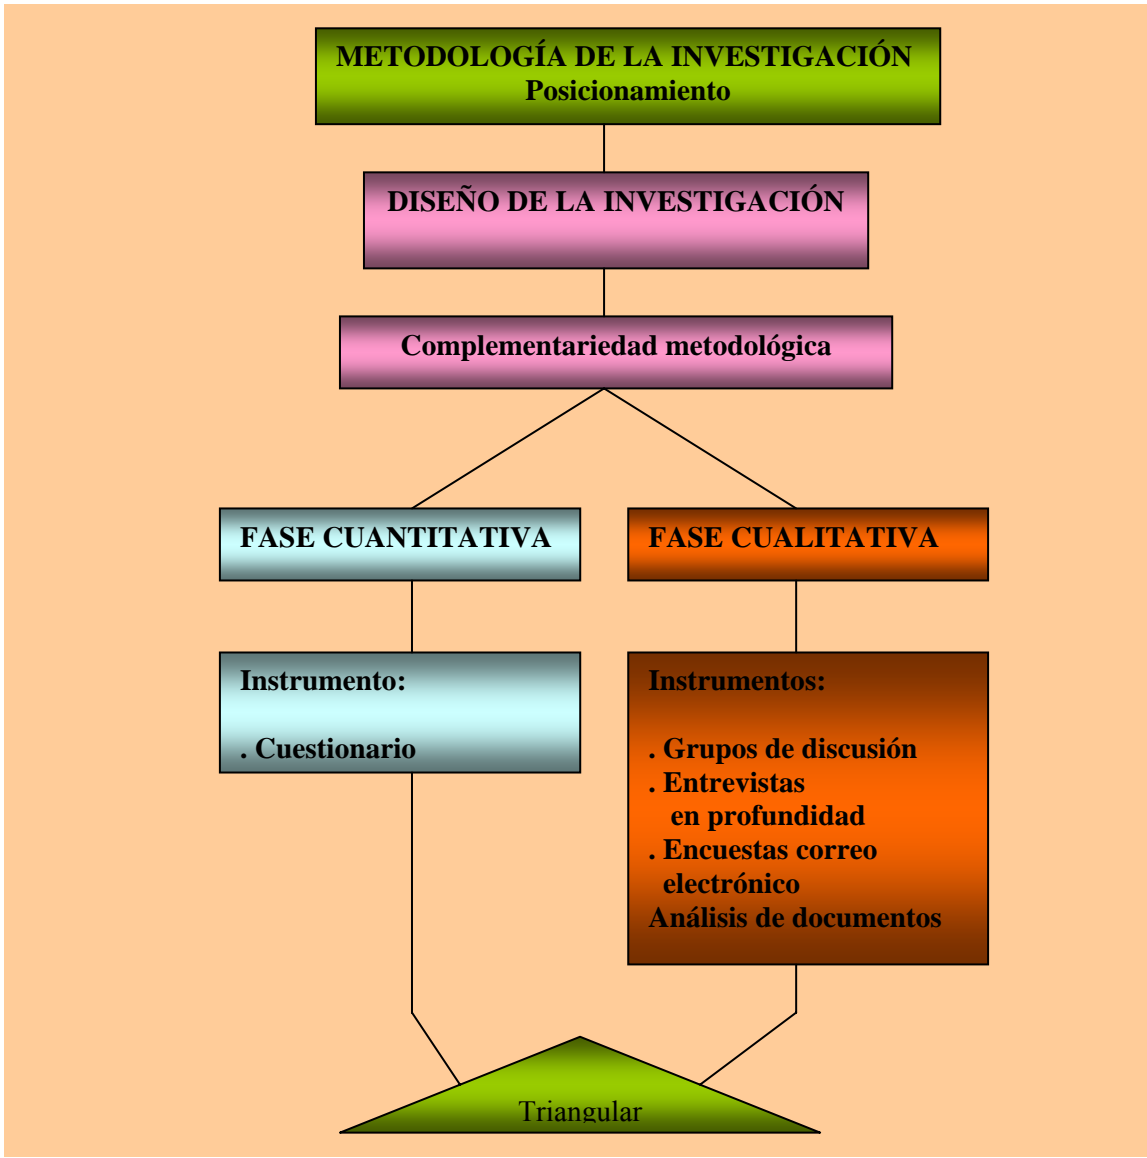 METODOLOGÍA DE LA INVESTIGACIÓN
Posicionamiento
DISEÑO DE LA INVESTIGACIÓN
Complementariedad metodológica
FASE CUANTITATIVA
FASE CUALITATIVA
Instrumento:
. Cuestionario
Instrumentos:
. Grupos de discusión
. Entrevistas
en profundidad
. Encuestas correo
electrónico
Análisis de documentos
Triangular